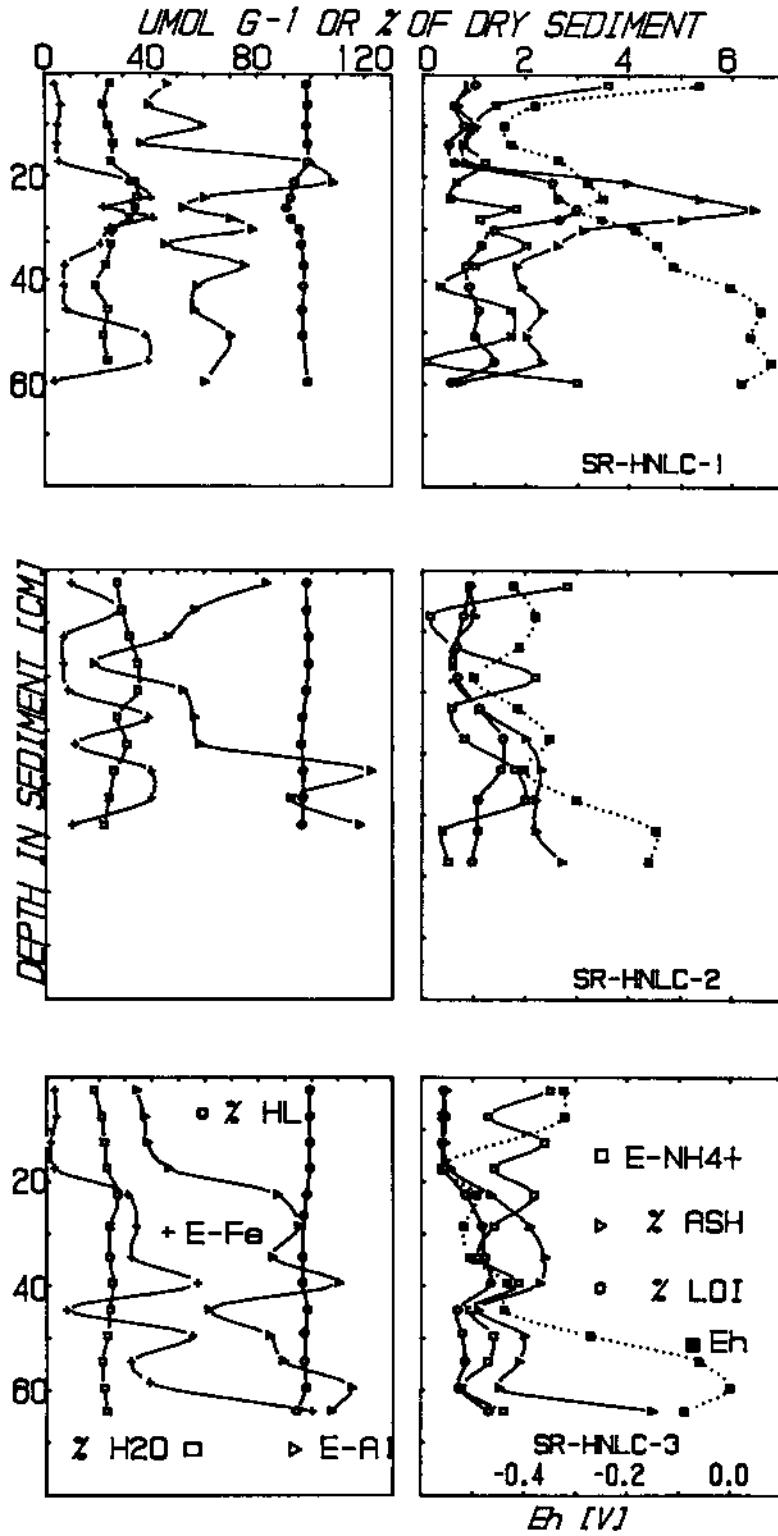 UMOL G-1 OR % OF DRY SEDIMENT
0 40 80 120 0 2 4 6
20
40
60
SR-HNLC-1
DEPTH IN SEDIMENT [CM]
SR-HNLC-2
% HL
E-NH4+
20
E-Fe
% ASH
40
% LOI
Eh
60
% H2O E-Al SR-HNLC-3
-0.4 -0.2 0.0
Eh [V]